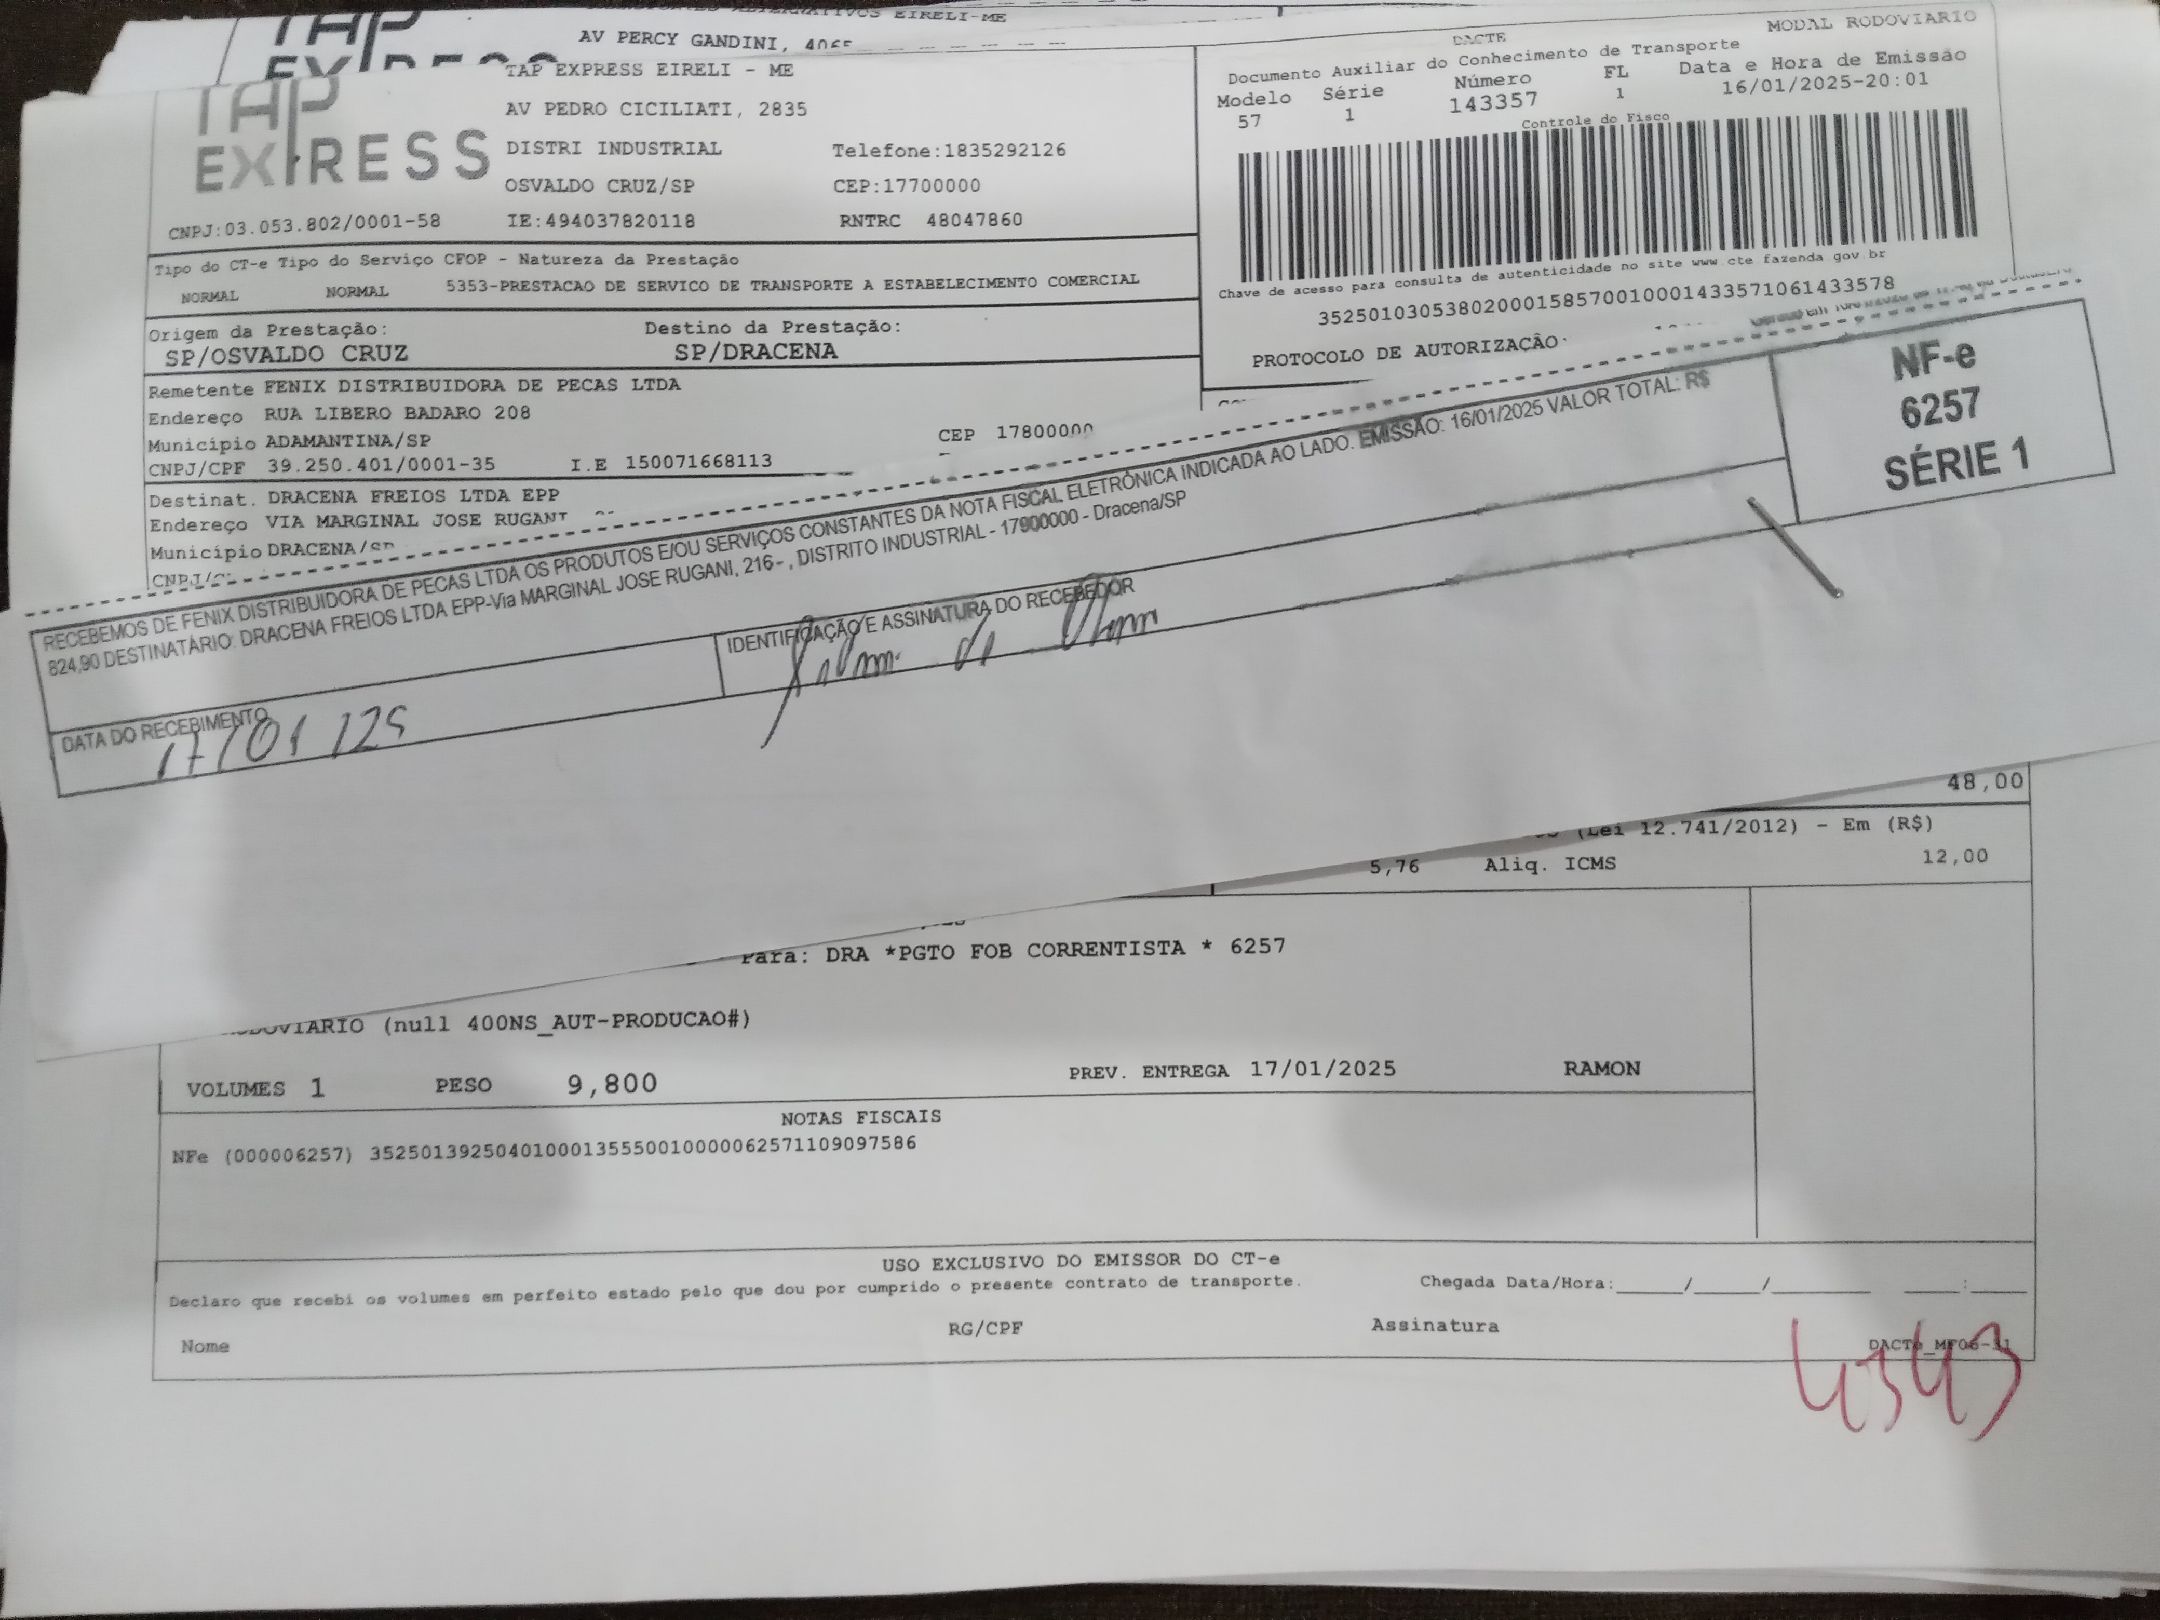 AV PERCY GANDINI,
TAP
EXPRESS
TAP EXPRESS EIRELI - ME
AV PEDRO CICILIATI, 2835
DISTRI INDUSTRIAL Telefone:1835292126
OSVALDO CRUZ/SP CEP:17700000
CNPJ:03.053.802/0001-58 IE:494037820118 RNTRC 48047860
DACTE MODAL RODOVIARIO
Documento Auxiliar do Conhecimento de Transporte
Modelo Série Número FL Data e Hora de Emissão
57 1 143357 1 16/01/2025-20:01
Controle do Fisco
Chave de acesso para consulta de autenticidade no site www.cte.fazenda.gov.br
35250103053802000158570010001433571061433578
PROTOCOLO DE AUTORIZAÇÃO
Tipo do CT-e Tipo do Serviço CFOP - Natureza da Prestação
NORMAL NORMAL 5353-PRESTACAO DE SERVICO DE TRANSPORTE A ESTABELECIMENTO COMERCIAL
Origem da Prestação: Destino da Prestação:
SP/OSVALDO CRUZ SP/DRACENA
Remetente FENIX DISTRIBUIDORA DE PECAS LTDA
Endereço RUA LIBERO BADARO 208
Município ADAMANTINA/SP CEP 17800000
CNPJ/CPF 39.250.401/0001-35 I.E 150071668113
Destinat. DRACENA FREIOS LTDA EPP
Endereço VIA MARGINAL JOSE
Município DRACENA/SP
RECEBEMOS DE FENIX DISTRIBUIDORA DE PECAS LTDA OS PRODUTOS E/OU SERVIÇOS CONSTANTES DA NOTA FISCAL ELETRÔNICA INDICADA AO LADO. EMISSÃO: 16/01/2025 VALOR TOTAL: R$
824,90 DESTINATÁRIO: DRACENA FREIOS LTDA EPP-Via MARGINAL JOSE RUGANI, 216- , DISTRITO INDUSTRIAL - 17900000 - Dracena/SP
NF-e
6257
SÉRIE 1
DATA DO RECEBIMENTO IDENTIFICAÇÃO E ASSINATURA DO RECEBEDOR
17/01/25
48,00
(Lei 12.741/2012) - Em (R$)
5,76 Aliq. ICMS 12,00
Para: DRA *PGTO FOB CORRENTISTA * 6257
(null 400NS_AUT-PRODUCAO#)
VOLUMES 1 PESO 9,800 PREV. ENTREGA 17/01/2025 RAMON
NOTAS FISCAIS
NFe (000006257) 35250139250401000135550010000062571109097586
USO EXCLUSIVO DO EMISSOR DO CT-e
Declaro que recebi os volumes em perfeito estado pelo que dou por cumprido o presente contrato de transporte. Chegada Data/Hora:_____/_____/________ ____:____
Nome RG/CPF Assinatura
4343